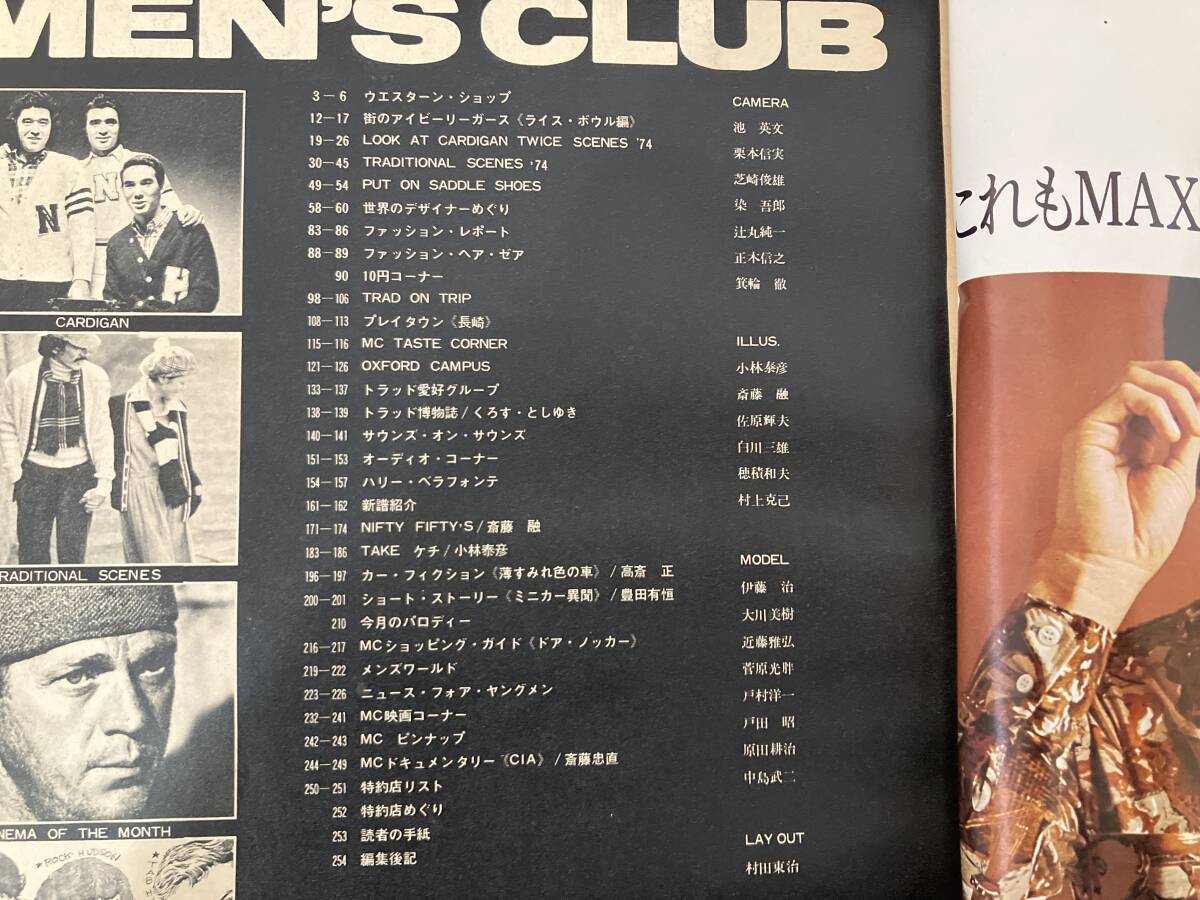 MEN'S CLUB
3—6 ウエスターン・ショップ
12—17 街のアイビーリーガース《ライス・ボウル編》
19—26 LOOK AT CARDIGAN TWICE SCENES '74
30—45 TRADITIONAL SCENES '74
49—54 PUT ON SADDLE SHOES
58—60 世界のデザイナーめぐり
83—86 ファッション・レポート
88—89 ファッション・ヘア・ゼア
90 10円コーナー
98—106 TRAD ON TRIP
108—113 プレイタウン《長崎》
115—116 MC TASTE CORNER
121—126 OXFORD CAMPUS
133—137 トラッド愛好グループ
138—139 トラッド博物誌/くろす・としゆき
140—141 サウンズ・オン・サウンズ
151—153 オーディオ・コーナー
154—157 ハリー・ベラフォンテ
161—162 新譜紹介
171—174 NIFTY FIFTY'S/斎藤 融
183—186 TAKE ケチ/小林泰彦
196—197 カー・フィクション《薄すみれ色の車》/高斎 正
200—201 ショート・ストーリー《ミニカー異聞》/豊田有恒
210 今月のパロディー
216—217 MCショッピング・ガイド《ドア・ノッカー》
219—222 メンズワールド
223—226 ニュース・フォア・ヤングメン
232—241 MC映画コーナー
242—243 MC ピンナップ
244—249 MCドキュメンタリー《CIA》/斎藤忠直
250—251 特約店リスト
252 特約店めぐり
253 読者の手紙
254 編集後記
CAMERA
池 英文
栗本信実
芝崎俊雄
染 吾郎
辻丸純一
正木信之
箕輪 徹
ILLUS.
小林泰彦
斎藤 融
佐原輝夫
白川三雄
穂積和夫
村上克己
MODEL
伊藤 治
大川美樹
近藤雅弘
菅原光胖
戸村洋一
戸田 昭
原田耕治
中島武二
LAY OUT
村田東治
N
N
CARDIGAN
RADITIONAL SCENES
NEMA OF THE MONTH
★ROCK HUDSON
★TAB H
これもMAX